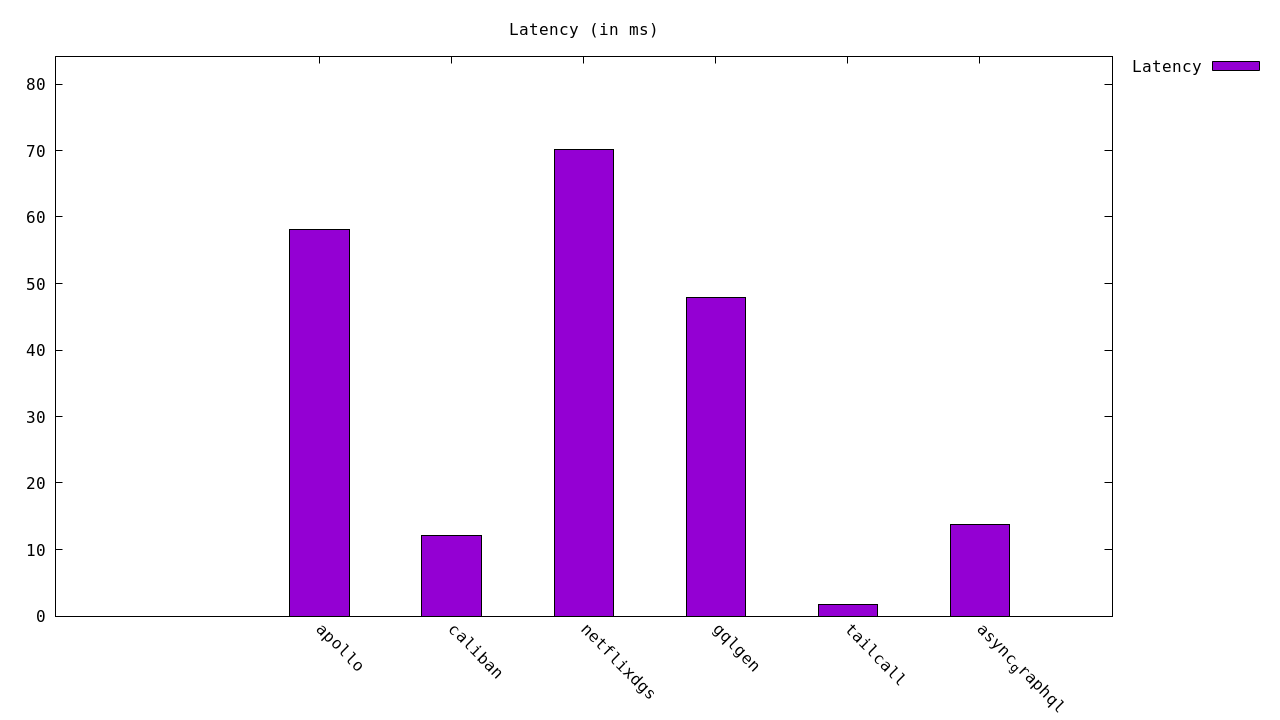 Latency (in ms)
Latency
80
70
60
50
40
30
20
10
0
apollo
caliban
netflixdgs
gqlgen
tailcall
async_graphql